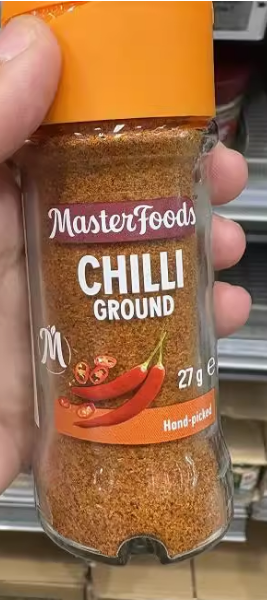 MasterFoods
CHILLI
GROUND
M
27 g e
Hand-picked